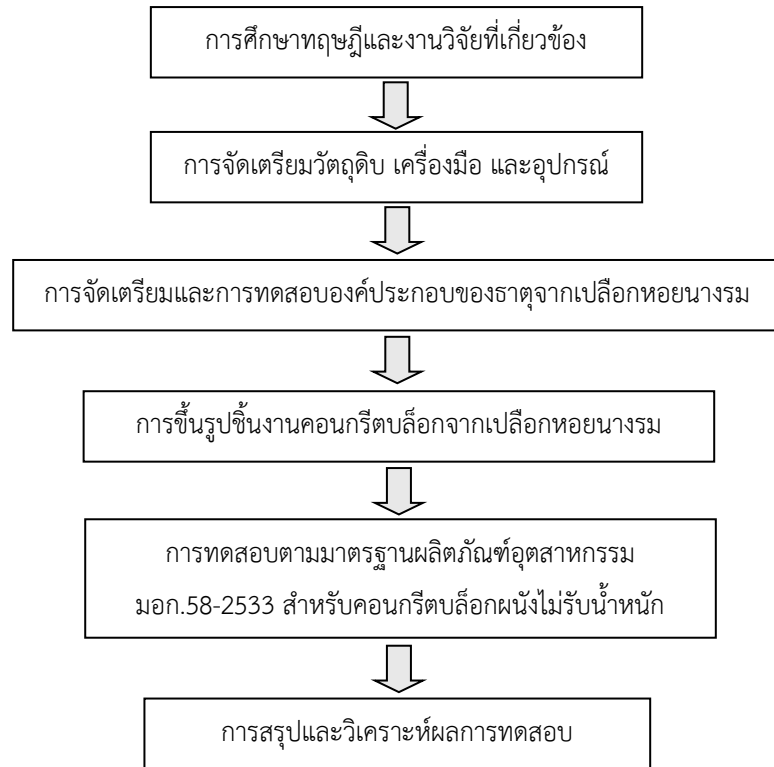 การศึกษาทฤษฎีและงานวิจัยที่เกี่ยวข้อง
การจัดเตรียมวัตถุดิบ เครื่องมือ และอุปกรณ์
การจัดเตรียมและการทดสอบองค์ประกอบของธาตุจากเปลือกหอยนางรม
การขึ้นรูปชิ้นงานคอนกรีตบล็อกจากเปลือกหอยนางรม
การทดสอบตามมาตรฐานผลิตภัณฑ์อุตสาหกรรม
มอก.58-2533 สำหรับคอนกรีตบล็อกผนังไม่รับน้ำหนัก
การสรุปและวิเคราะห์ผลการทดสอบ